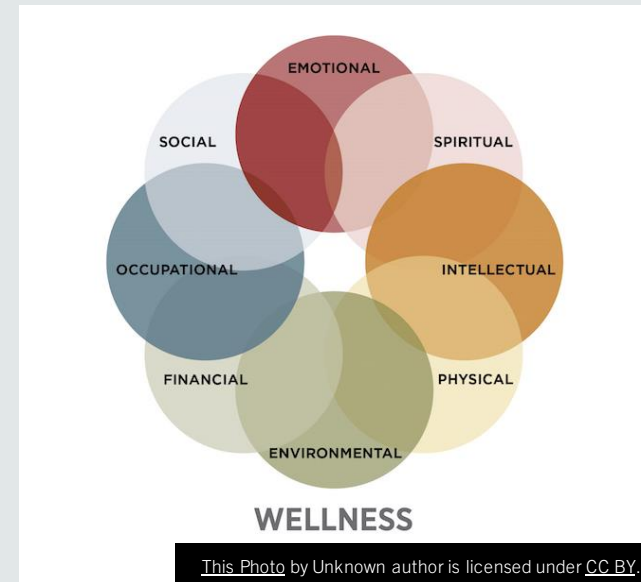 EMOTIONAL
SOCIAL
SPIRITUAL
OCCUPATIONAL
INTELLECTUAL
FINANCIAL
PHYSICAL
ENVIRONMENTAL
WELLNESS
This Photo by Unknown author is licensed under CC BY.